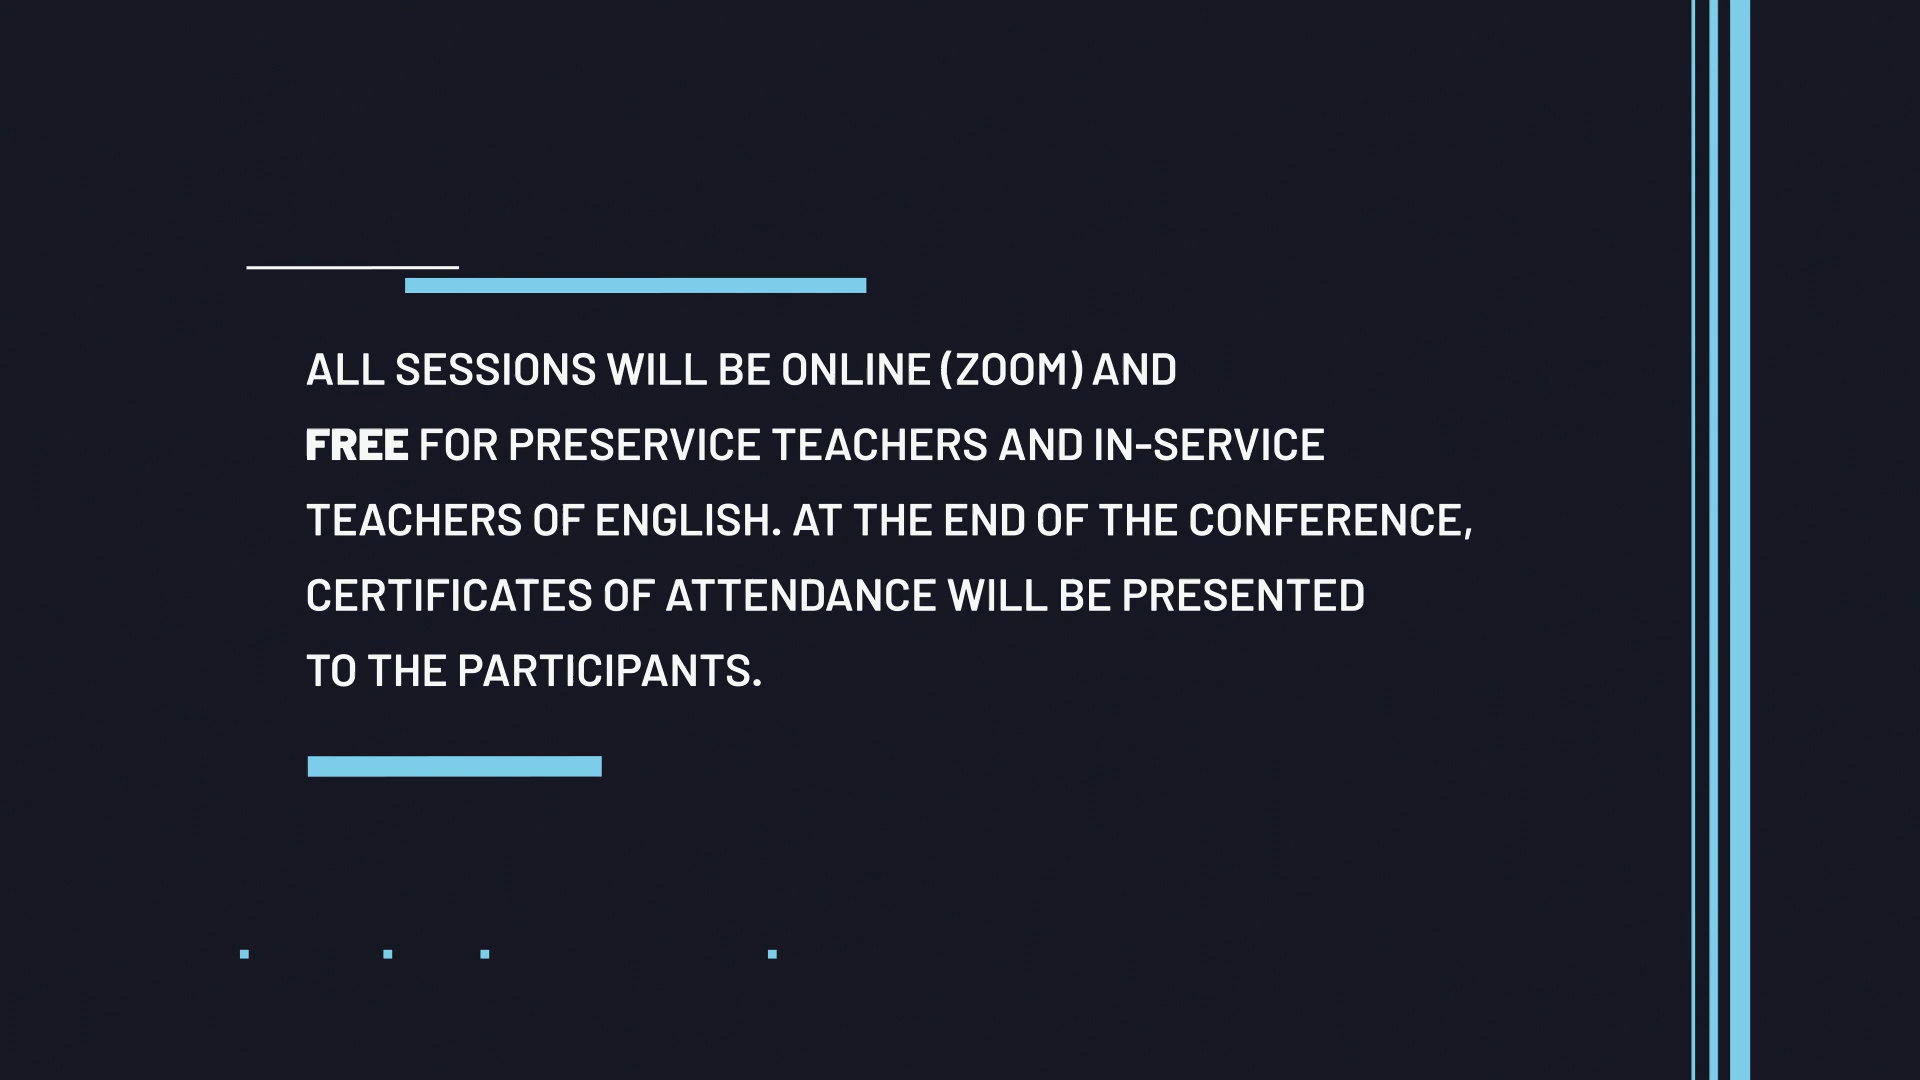 ALL SESSIONS WILL BE ONLINE (ZOOM) AND
FREE FOR PRESERVICE TEACHERS AND IN-SERVICE
TEACHERS OF ENGLISH. AT THE END OF THE CONFERENCE,
CERTIFICATES OF ATTENDANCE WILL BE PRESENTED
TO THE PARTICIPANTS.